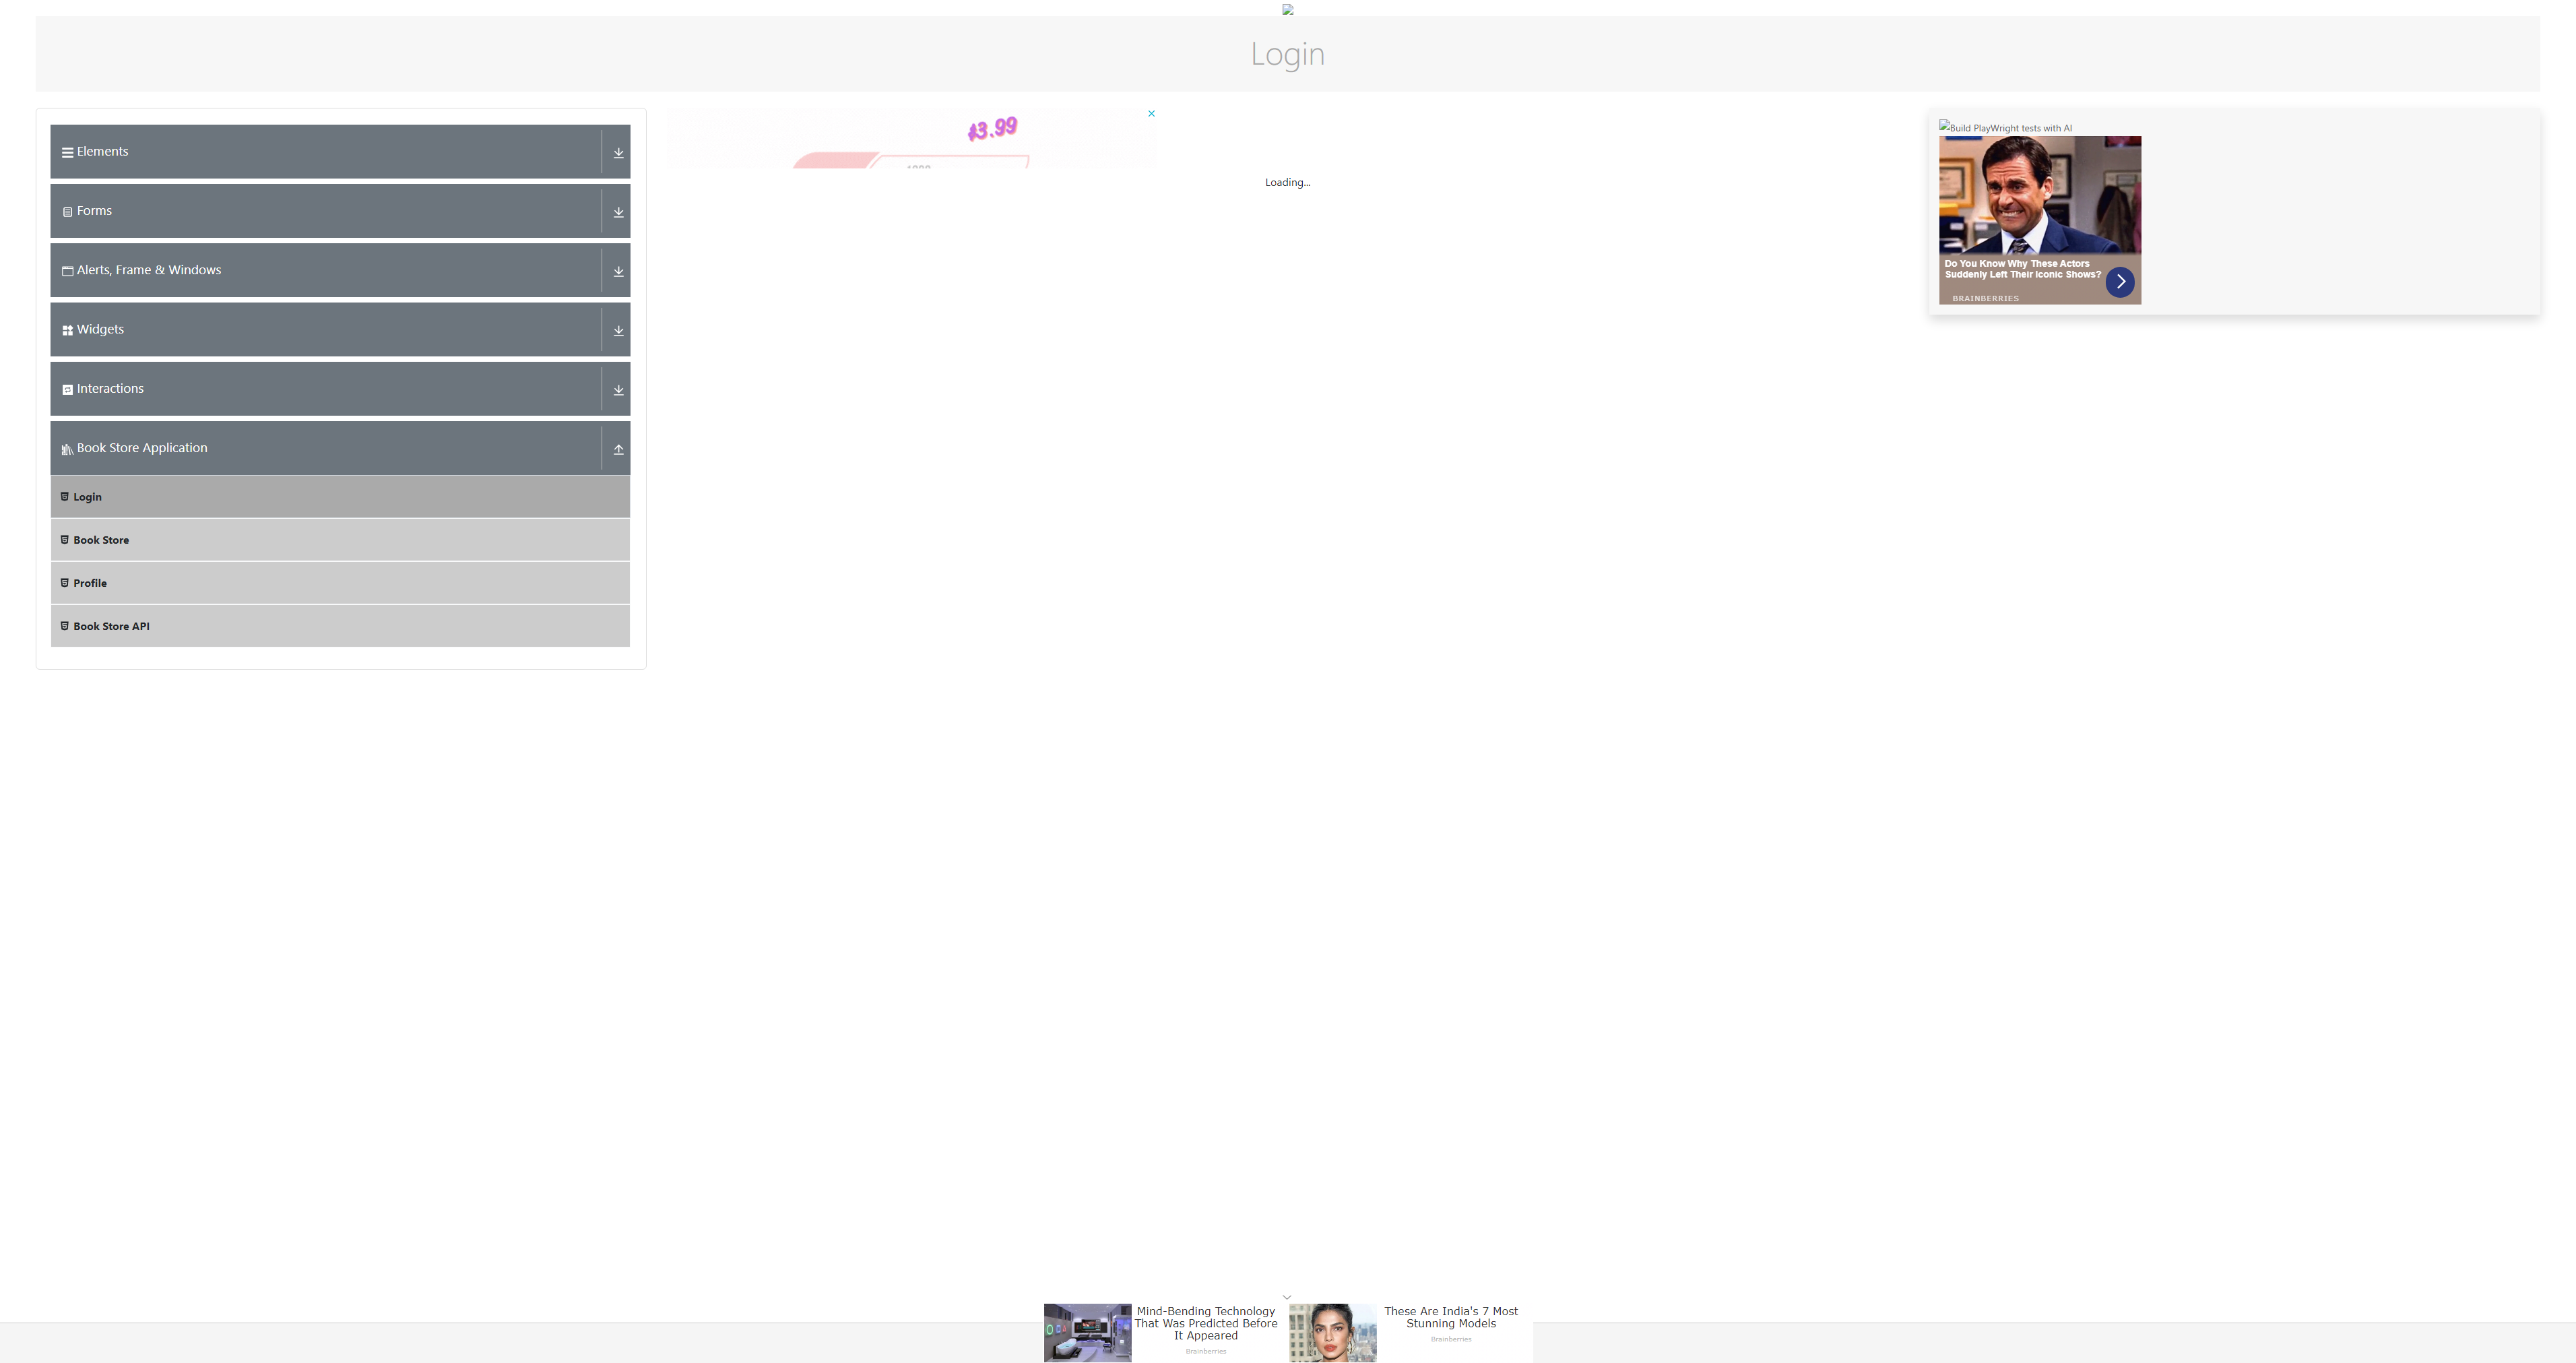 Login
Elements
Forms
Alerts, Frame & Windows
Widgets
Interactions
Book Store Application
Login
Book Store
Profile
Book Store API
$3.99
Loading...
Build PlayWright tests with AI
Do You Know Why These Actors
Suddenly Left Their Iconic Shows?
BRAINBERRIES
Mind-Bending Technology
That Was Predicted Before
It Appeared
Brainberries
These Are India's 7 Most
Stunning Models
Brainberries